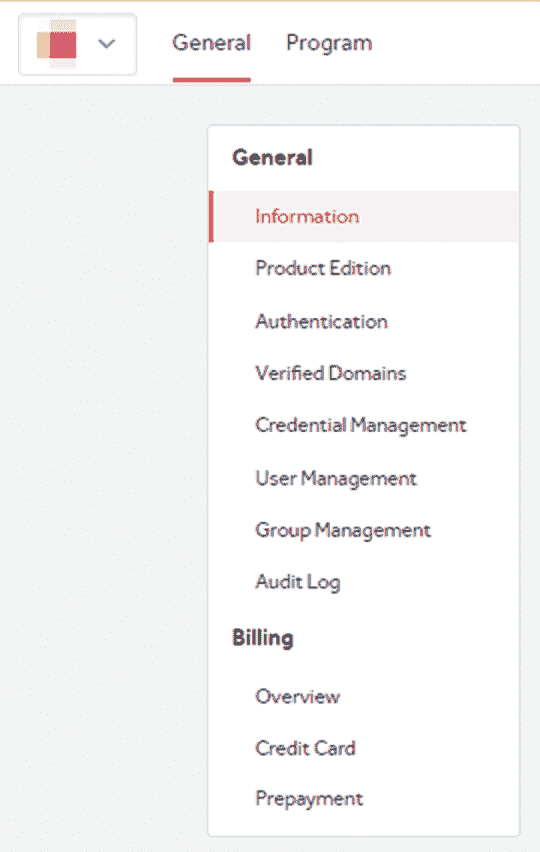 General Program
General
Information
Product Edition
Authentication
Verified Domains
Credential Management
User Management
Group Management
Audit Log
Billing
Overview
Credit Card
Prepayment